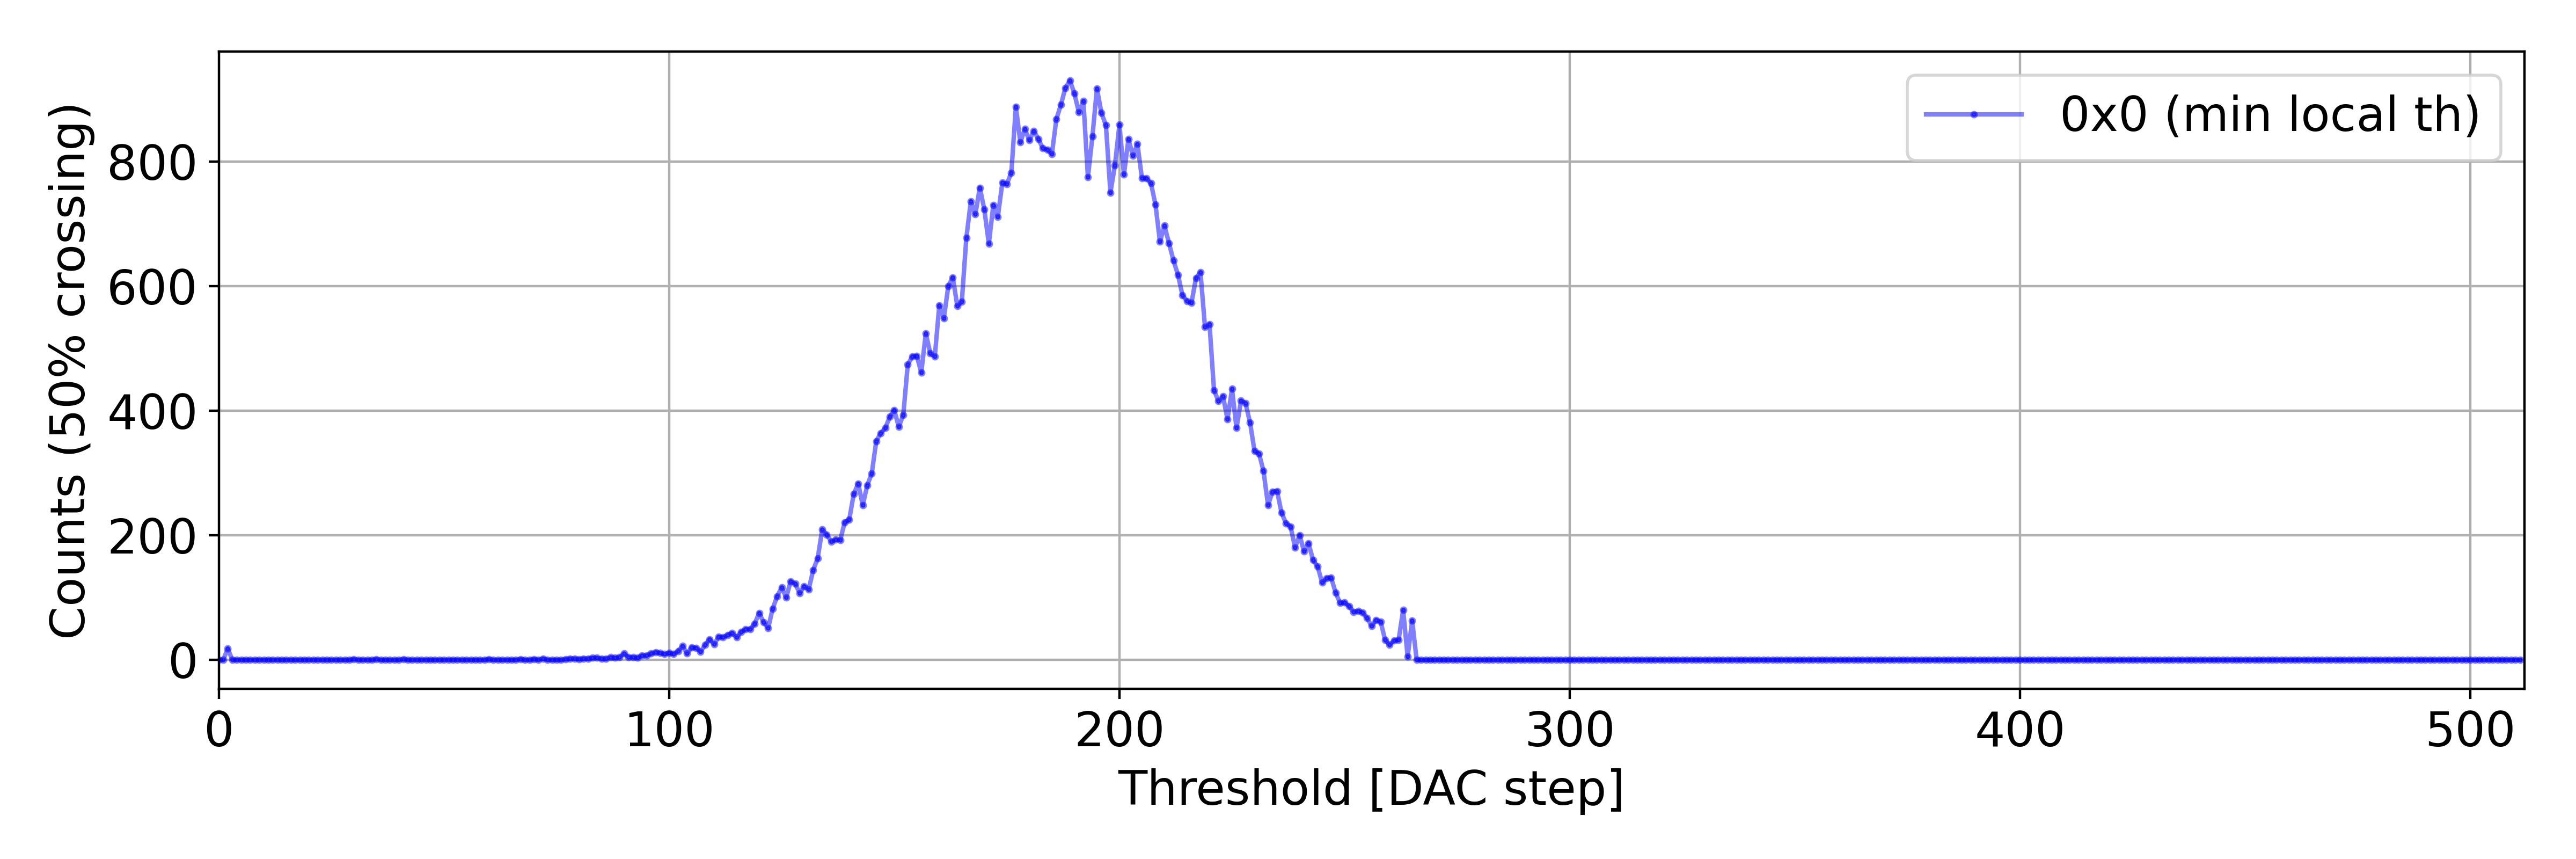 0x0 (min local th)
Counts (50% crossing)
800
600
400
200
0
0 100 200 300 400 500
Threshold [DAC step]